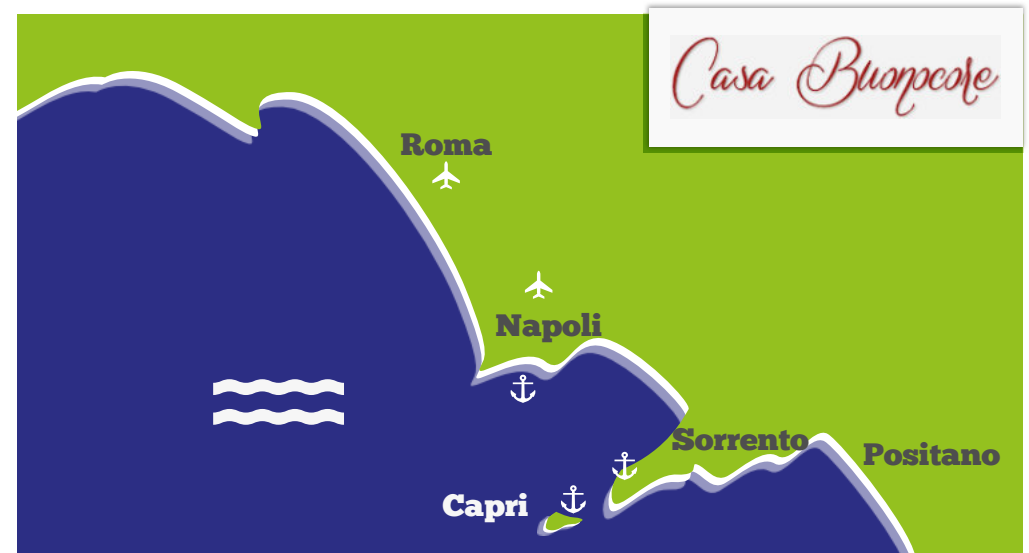 Casa Buonocore
Roma
Napoli
Sorrento
Positano
Capri